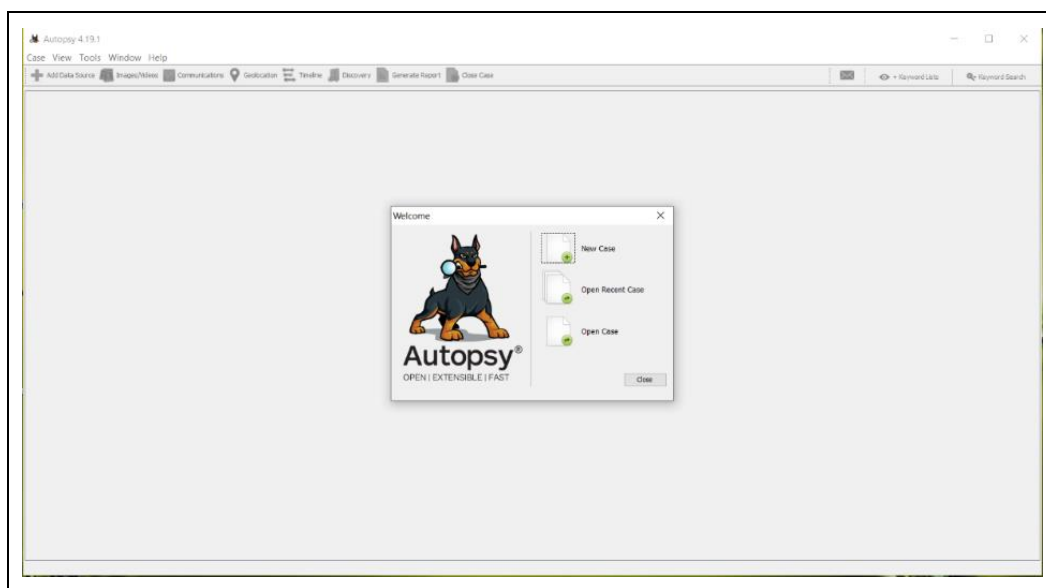 Autopsy 4.19.1
Case View Tools Window Help
Add Data Source Images/Videos Communications Geolocation Timeline Discovery Generate Report Close Case Keyword Lists Keyword Search
Welcome
New Case
Open Recent Case
Open Case
Autopsy®
OPEN | EXTENSIBLE | FAST
Close